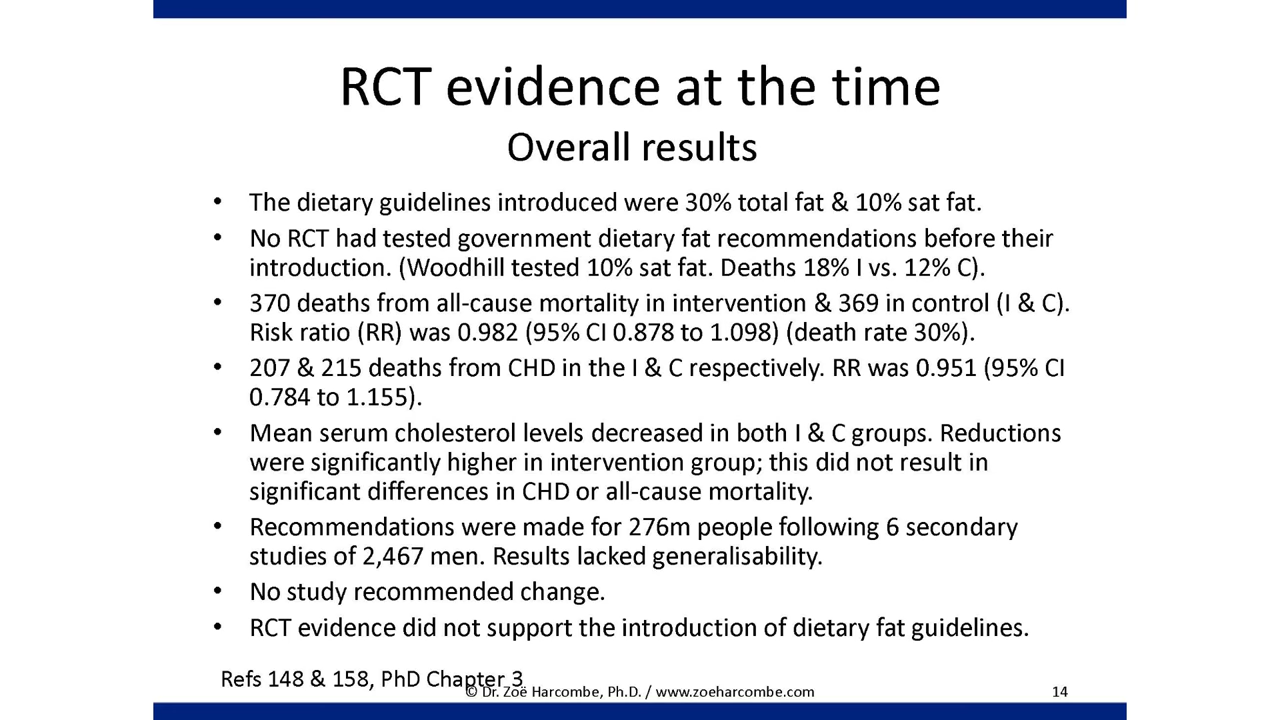 RCT evidence at the time
Overall results
• The dietary guidelines introduced were 30% total fat & 10% sat fat.
• No RCT had tested government dietary fat recommendations before their
introduction. (Woodhill tested 10% sat fat. Deaths 18% I vs. 12% C).
• 370 deaths from all-cause mortality in intervention & 369 in control (I & C).
Risk ratio (RR) was 0.982 (95% CI 0.878 to 1.098) (death rate 30%).
• 207 & 215 deaths from CHD in the I & C respectively. RR was 0.951 (95% CI
0.784 to 1.155).
• Mean serum cholesterol levels decreased in both I & C groups. Reductions
were significantly higher in intervention group; this did not result in
significant differences in CHD or all-cause mortality.
• Recommendations were made for 276m people following 6 secondary
studies of 2,467 men. Results lacked generalisability.
• No study recommended change.
• RCT evidence did not support the introduction of dietary fat guidelines.
Refs 148 & 158, PhD Chapter 3
© Dr. Zoë Harcombe, Ph.D. / www.zoeharcombe.com
14